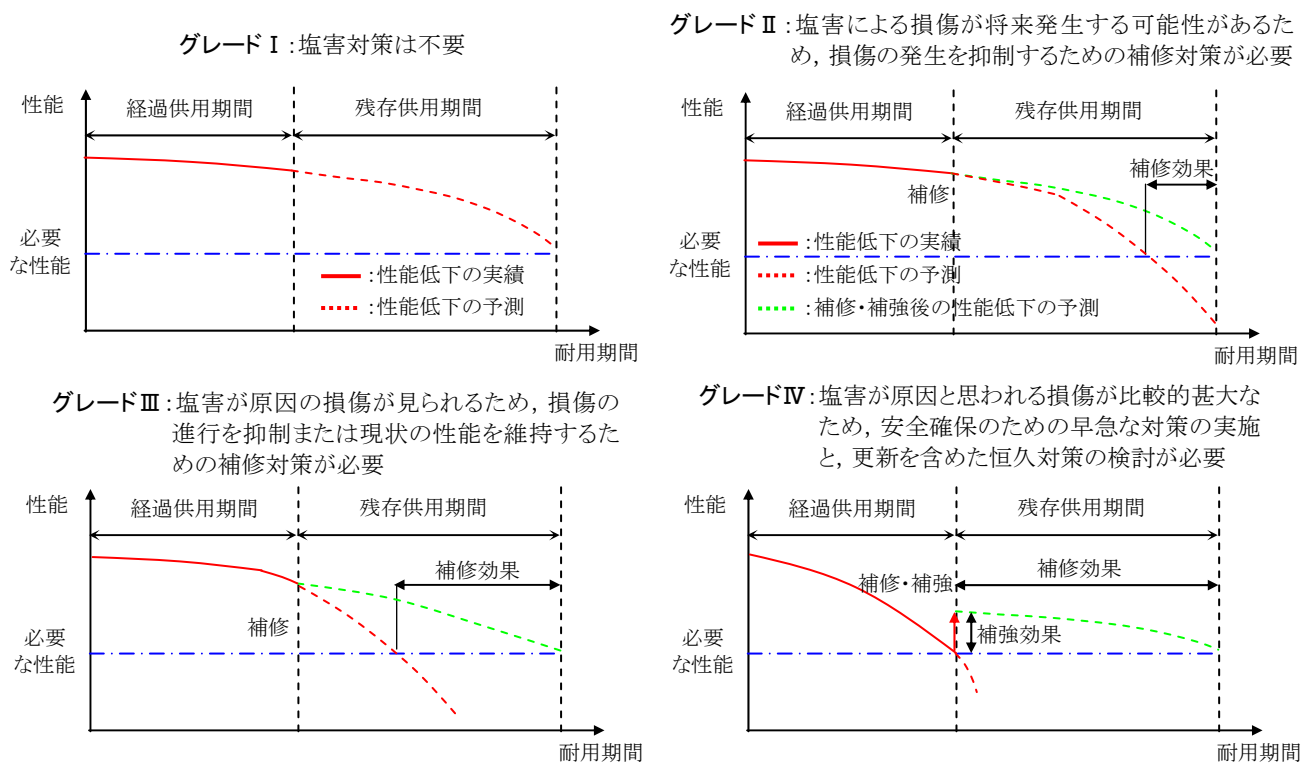 グレードⅠ:塩害対策は不要
性能
経過供用期間
残存供用期間
必要
な性能
:性能低下の実績
:性能低下の予測
耐用期間
グレードⅡ:塩害による損傷が将来発生する可能性があるた
め，損傷の発生を抑制するための補修対策が必要
性能
経過供用期間
残存供用期間
補修効果
補修
必要
な性能
:性能低下の実績
:性能低下の予測
:補修・補強後の性能低下の予測
耐用期間
グレードⅢ:塩害が原因の損傷が見られるため，損傷の
進行を抑制または現状の性能を維持するた
めの補修対策が必要
性能
経過供用期間
残存供用期間
補修効果
補修
必要
な性能
耐用期間
グレードⅣ:塩害が原因と思われる損傷が比較的甚大な
ため，安全確保のための早急な対策の実施
と，更新を含めた恒久対策の検討が必要
性能
経過供用期間
残存供用期間
補修・補強
補修効果
補強効果
必要
な性能
耐用期間